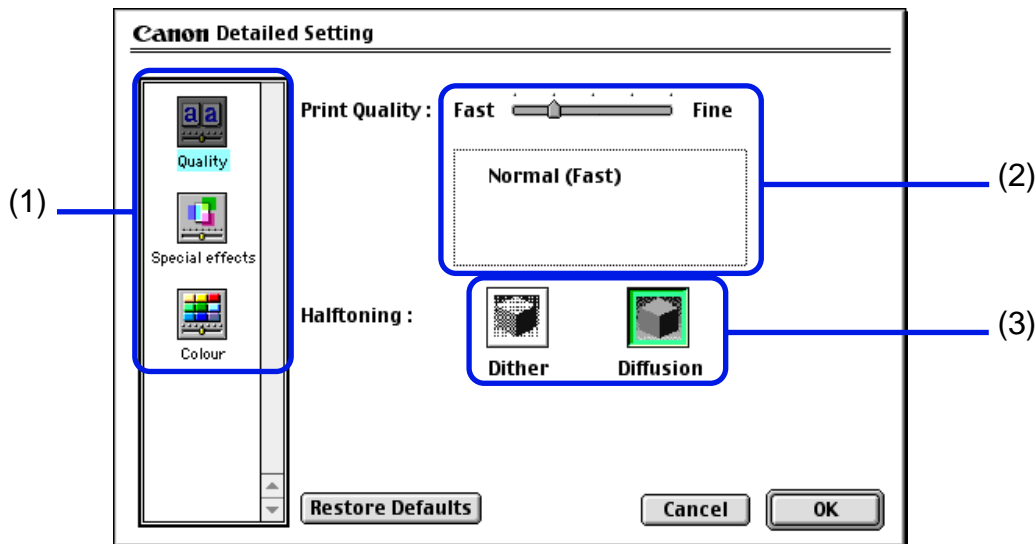 Canon Detailed Setting
Print Quality : Fast Fine
Quality
Normal (Fast)
(1)
(2)
Special effects
Halftoning :
(3)
Colour
Dither Diffusion
Restore Defaults Cancel OK